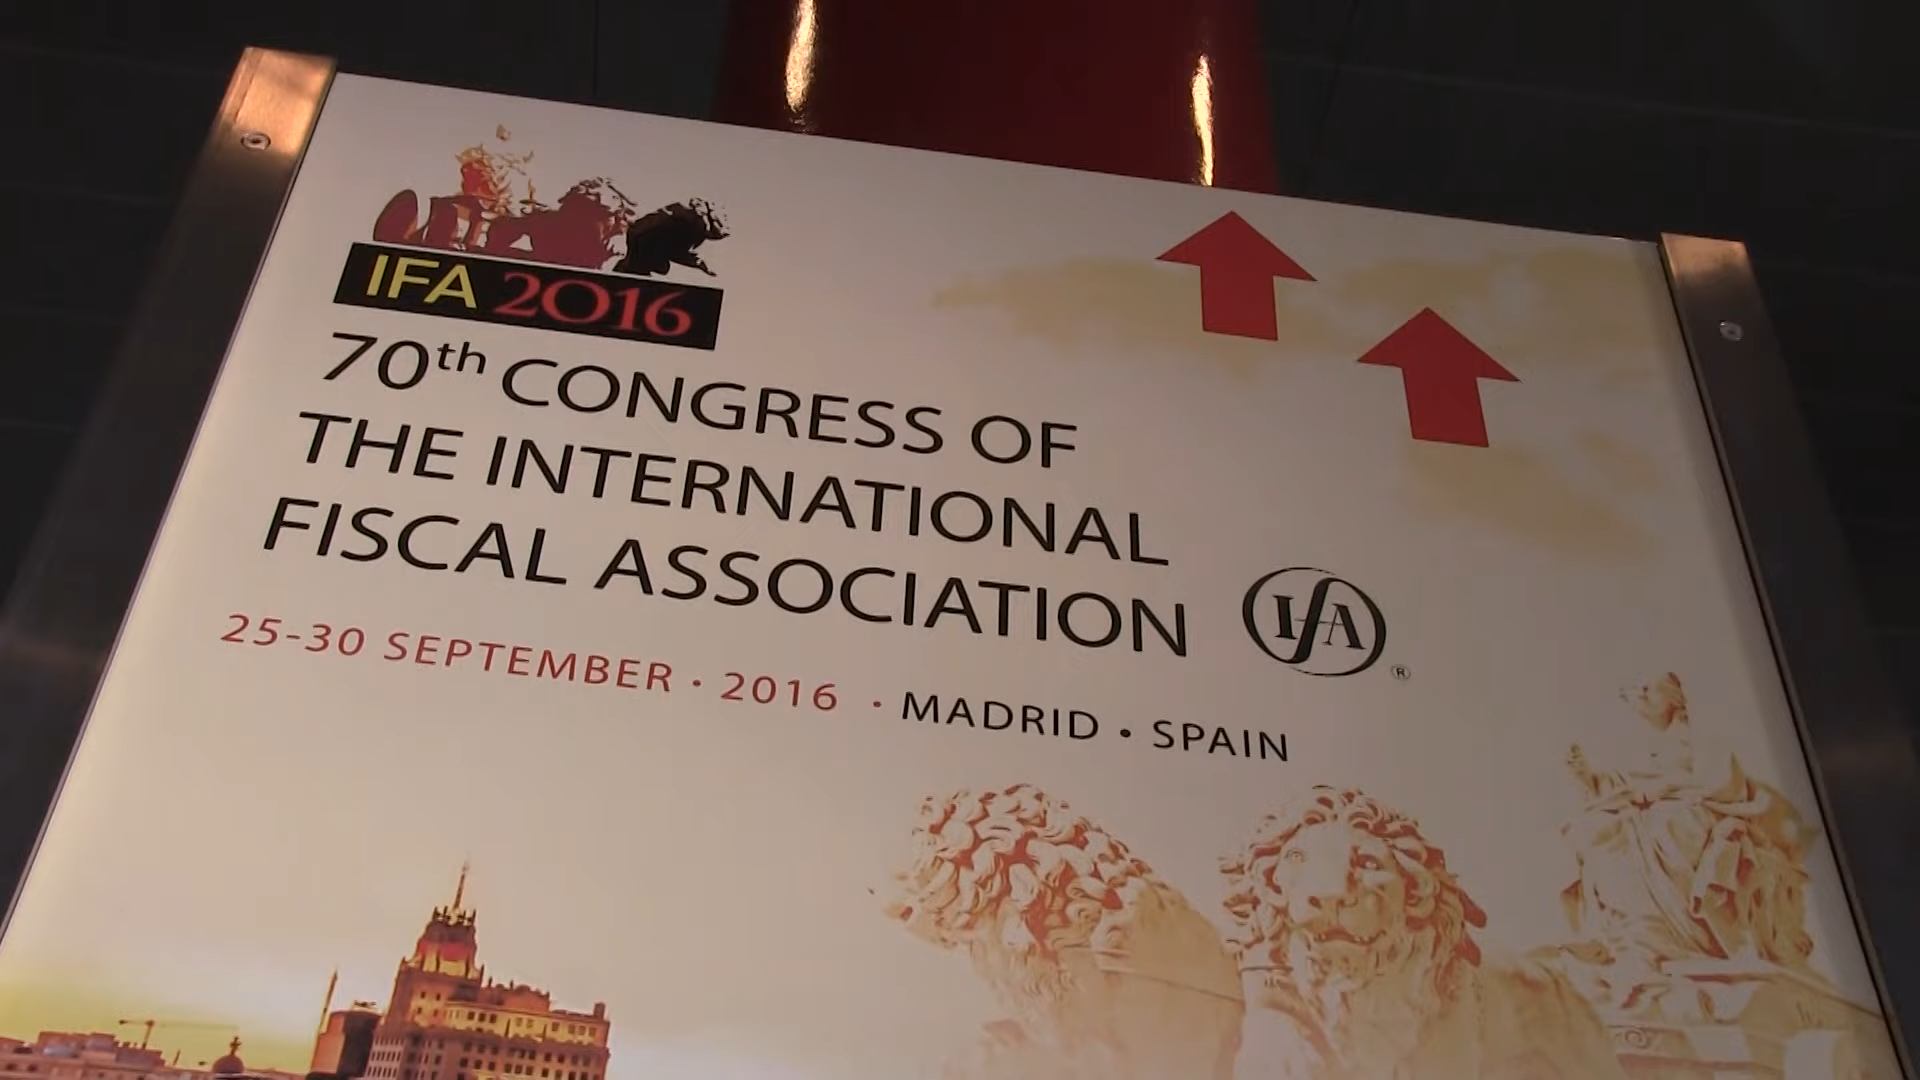 IFA 2016
70th CONGRESS OF
THE INTERNATIONAL
FISCAL ASSOCIATION
IFA ®
25-30 SEPTEMBER · 2016 · MADRID · SPAIN